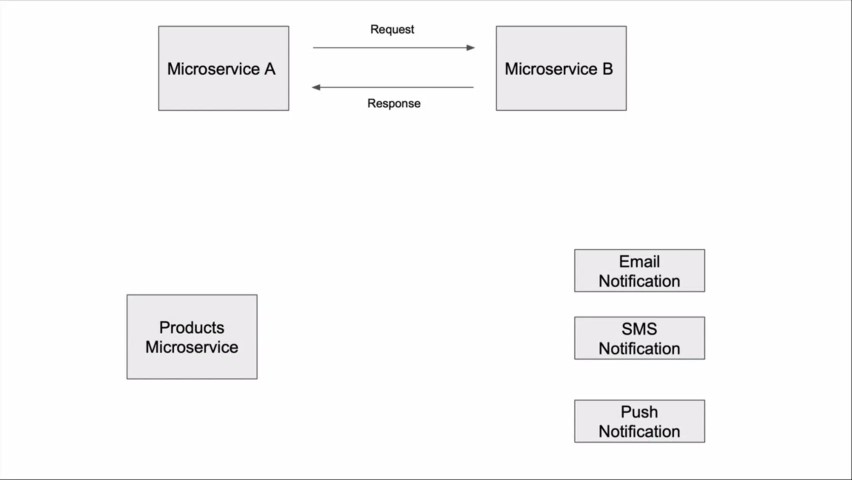 Request
Microservice A
Microservice B
Response
Email
Notification
Products
Microservice
SMS
Notification
Push
Notification